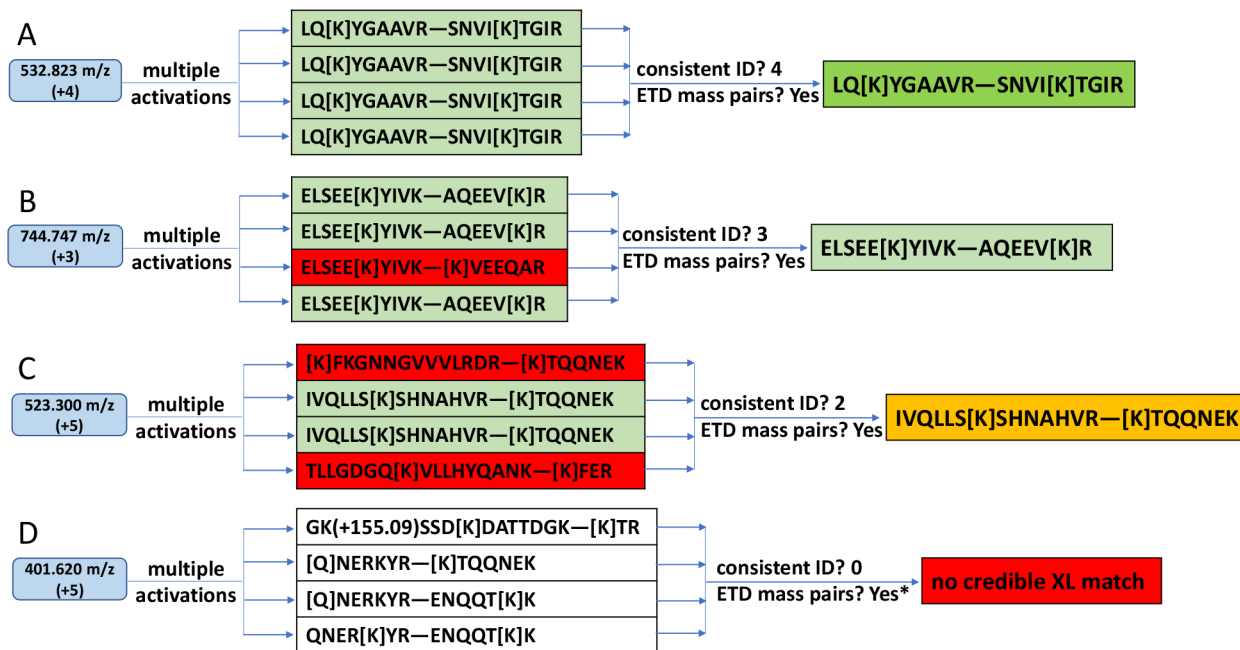 A
532.823 m/z
(+4)
multiple
activations
LQ[K]YGAAVR—SNVI[K]TGIR
LQ[K]YGAAVR—SNVI[K]TGIR
LQ[K]YGAAVR—SNVI[K]TGIR
LQ[K]YGAAVR—SNVI[K]TGIR
consistent ID? 4
ETD mass pairs? Yes
LQ[K]YGAAVR—SNVI[K]TGIR
B
744.747 m/z
(+3)
multiple
activations
ELSEE[K]YIVK—AQEEV[K]R
ELSEE[K]YIVK—AQEEV[K]R
ELSEE[K]YIVK—[K]VEEQAR
ELSEE[K]YIVK—AQEEV[K]R
consistent ID? 3
ETD mass pairs? Yes
ELSEE[K]YIVK—AQEEV[K]R
C
523.300 m/z
(+5)
multiple
activations
[K]FKGNNGVVVLRDR—[K]TQQNEK
IVQLLS[K]SHNAHVR—[K]TQQNEK
IVQLLS[K]SHNAHVR—[K]TQQNEK
TLLGDGQ[K]VLLHYQANK—[K]FER
consistent ID? 2
ETD mass pairs? Yes
IVQLLS[K]SHNAHVR—[K]TQQNEK
D
401.620 m/z
(+5)
multiple
activations
GK(+155.09)SSD[K]DATTDGK—[K]TR
[Q]NERKYR—[K]TQQNEK
[Q]NERKYR—ENQQT[K]K
QNER[K]YR—ENQQT[K]K
consistent ID? 0
ETD mass pairs? Yes*
no credible XL match